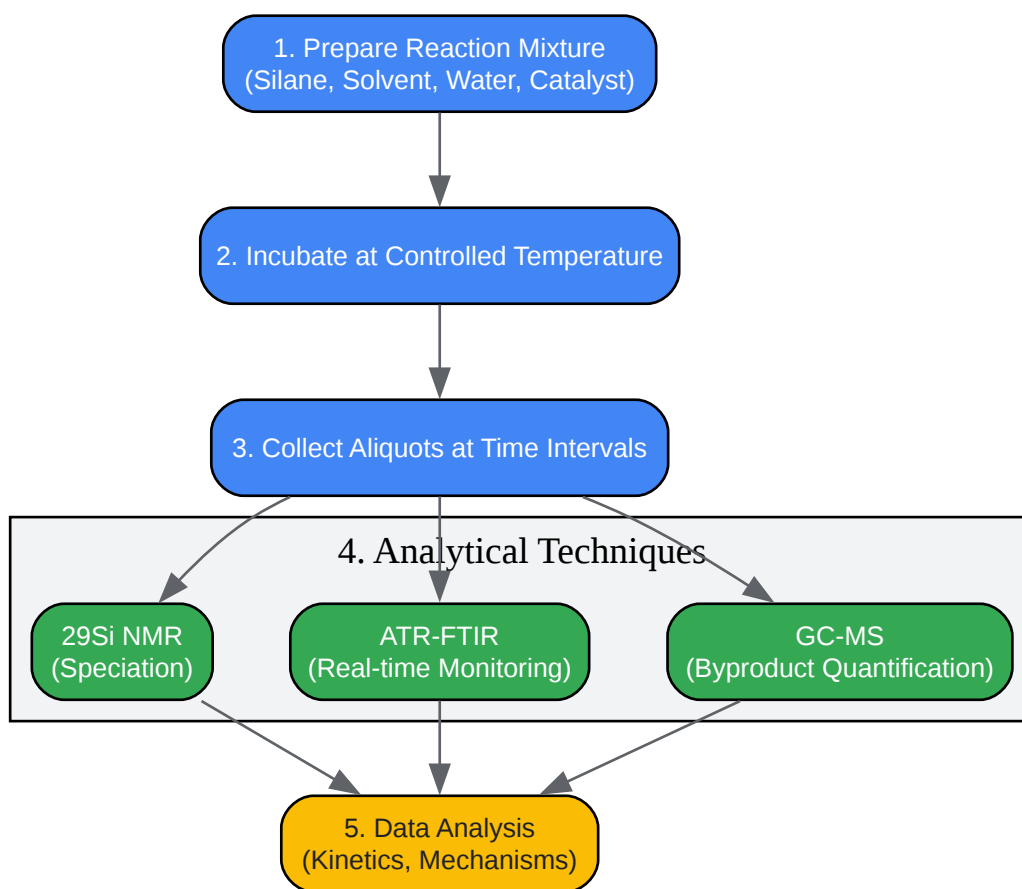 1. Prepare Reaction Mixture
(Silane, Solvent, Water, Catalyst)
2. Incubate at Controlled Temperature
3. Collect Aliquots at Time Intervals
4. Analytical Techniques
29Si NMR
(Speciation)
ATR-FTIR
(Real-time Monitoring)
GC-MS
(Byproduct Quantification)
5. Data Analysis
(Kinetics, Mechanisms)